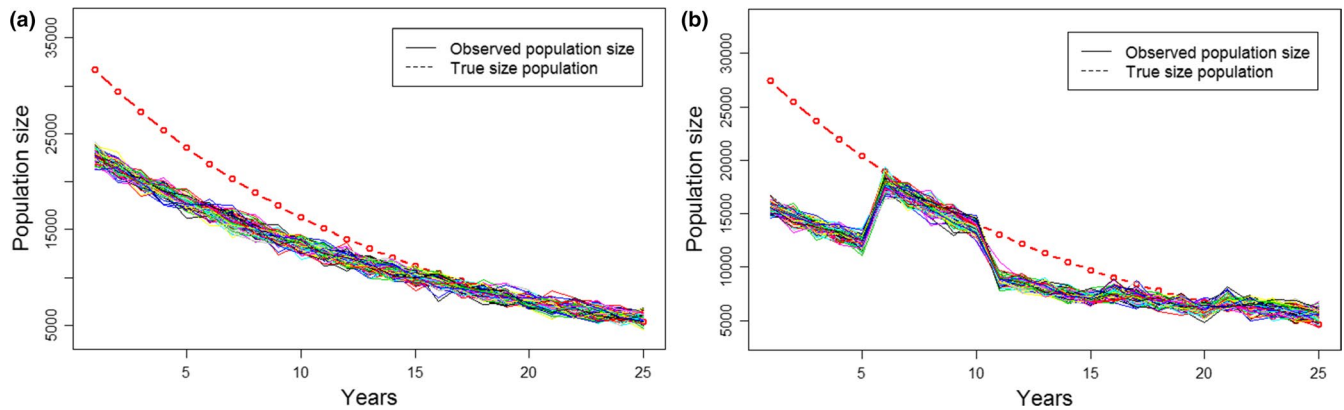 (a)
Population size
35000
25000
15000
5000
Observed population size
True size population
5
10
15
20
25
Years
(b)
Population size
30000
25000
20000
15000
10000
5000
Observed population size
True size population
5
10
15
20
25
Years